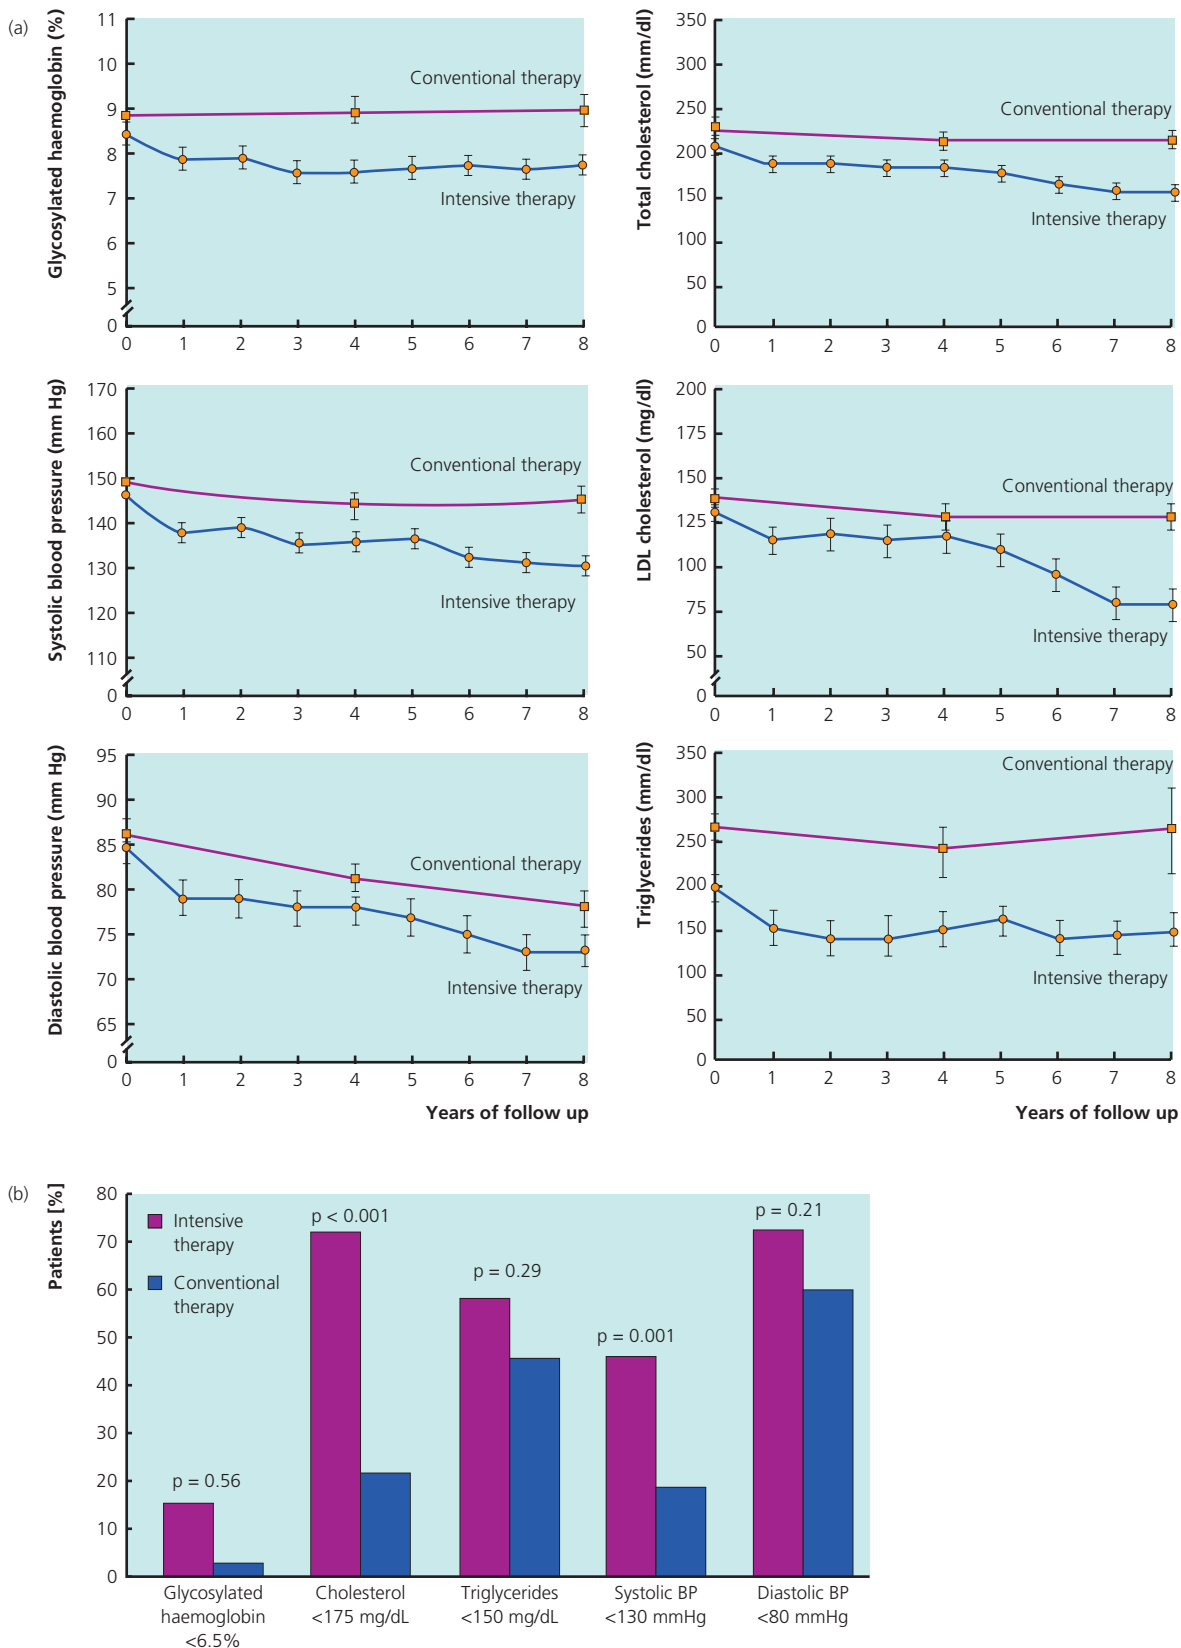 (a)
Glycosylated haemoglobin (%)
11
10
9
8
7
6
5
0
Conventional therapy
Intensive therapy
0 1 2 3 4 5 6 7 8
Total cholesterol (mm/dl)
350
300
250
200
150
100
50
0
Conventional therapy
Intensive therapy
0 1 2 3 4 5 6 7 8
Systolic blood pressure (mm Hg)
170
160
150
140
130
120
110
0
Conventional therapy
Intensive therapy
0 1 2 3 4 5 6 7 8
LDL cholesterol (mg/dl)
200
175
150
125
100
75
50
0
Conventional therapy
Intensive therapy
0 1 2 3 4 5 6 7 8
Diastolic blood pressure (mm Hg)
95
90
85
80
75
70
65
0
Conventional therapy
Intensive therapy
0 1 2 3 4 5 6 7 8
Years of follow up
Triglycerides (mm/dl)
350
300
250
200
150
100
50
0
Conventional therapy
Intensive therapy
0 1 2 3 4 5 6 7 8
Years of follow up
(b)
Patients [%]
80
70
60
50
40
30
20
10
0
Intensive
therapy
Conventional
therapy
p = 0.56
p < 0.001
p = 0.29
p = 0.001
p = 0.21
Glycosylated
haemoglobin
<6.5%
Cholesterol
<175 mg/dL
Triglycerides
<150 mg/dL
Systolic BP
<130 mmHg
Diastolic BP
<80 mmHg